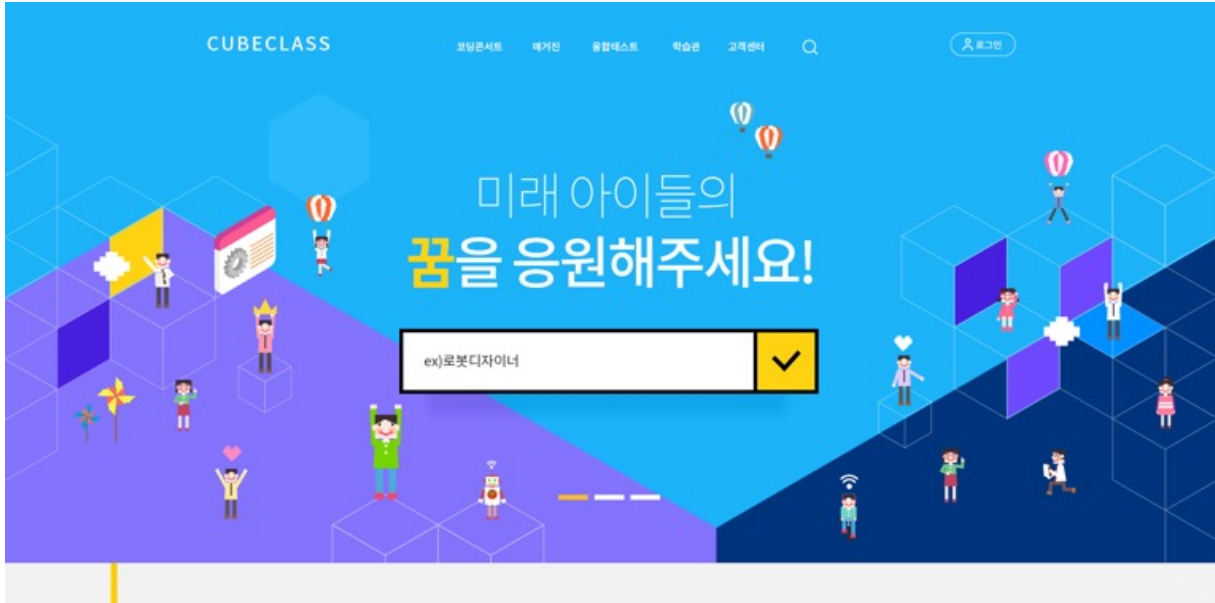 CUBECLASS
코딩콘서트 매거진 융합테스트 학습관 고객센터
로그인
미래 아이들의
꿈을 응원해주세요!
ex)로봇디자이너